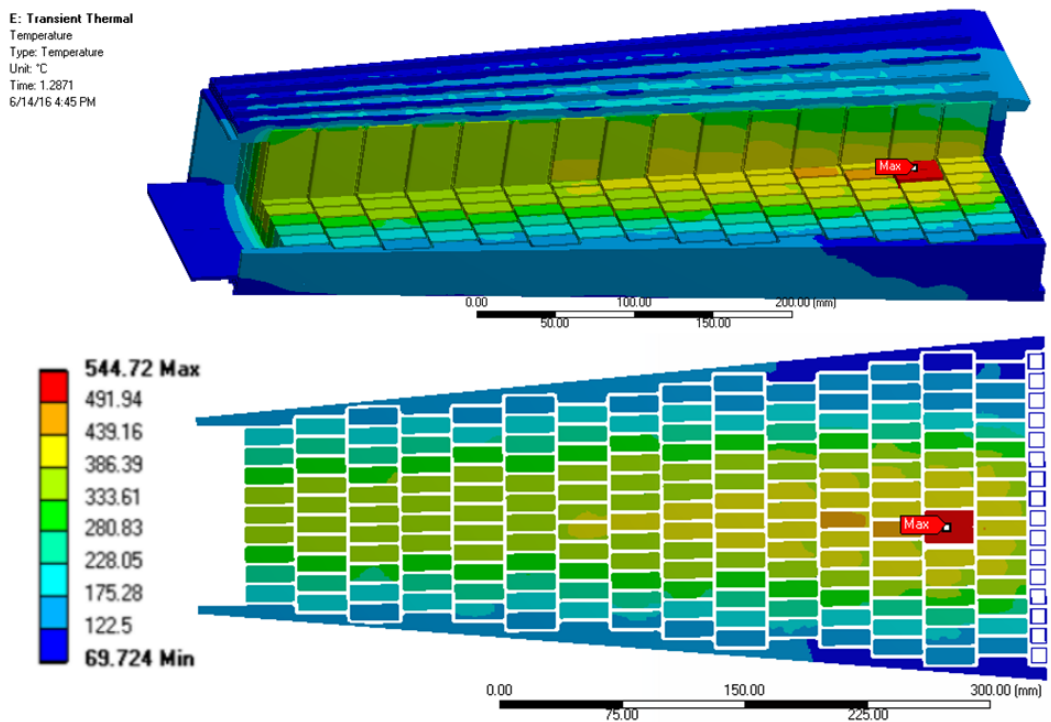 E: Transient Thermal
Temperature
Type: Temperature
Unit: °C
Time: 1.2871
6/14/16 4:45 PM
Max
0.00 100.00 200.00 (mm)
50.00 150.00
544.72 Max
491.94
439.16
386.39
333.61
280.83
228.05
175.28
122.5
69.724 Min
Max
0.00 150.00 300.00 (mm)
75.00 225.00